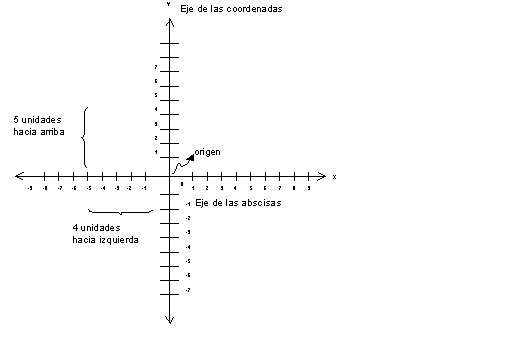 Y
Eje de las coordenadas
7
6
5
4
3
2
1
5 unidades
hacia arriba
origen
X
-9 -8 -7 -6 -5 -4 -3 -2 -1 0 1 2 3 4 5 6 7 8 9
Eje de las abscisas
-1
-2
-3
-4
-5
-6
-7
4 unidades
hacia izquierda